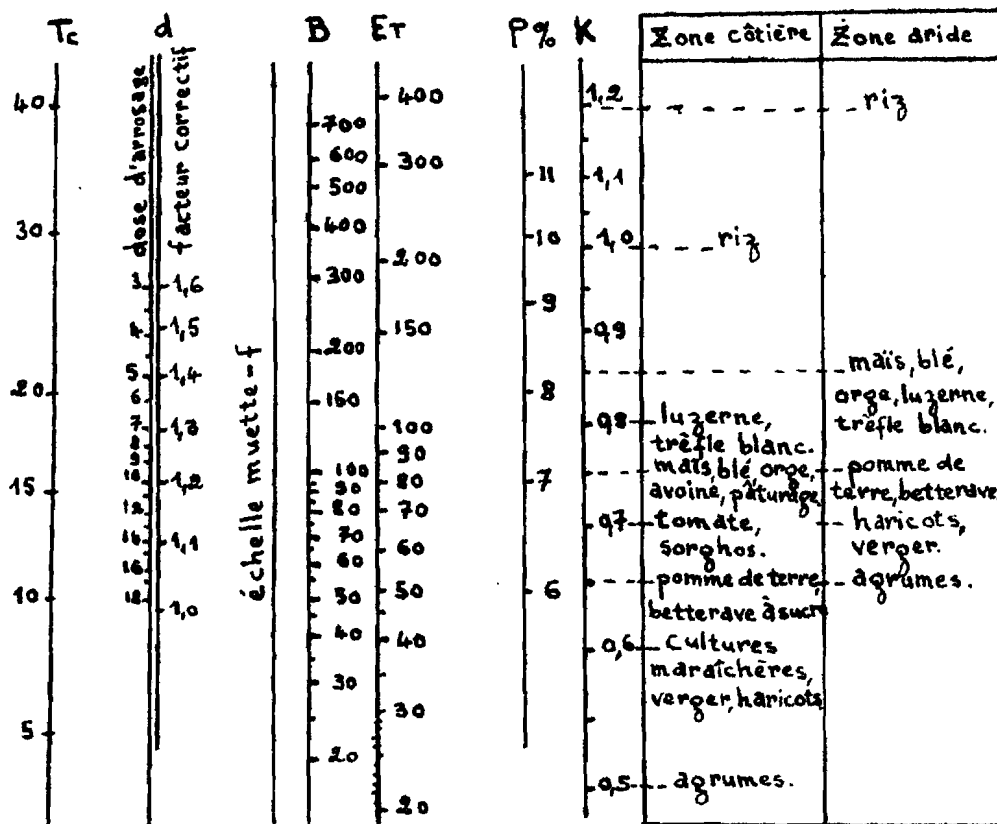 Tc d B ET P% K Zone côtière Zone aride
dose d'arrosage
facteur correctif
échelle muette-f
40
30
20
15
10
5
3
4
5
6
7
8
9
10
12
14
16
18
1,6
1,5
1,4
1,3
1,2
1,1
1,0
700
600
500
400
300
200
150
100
90
80
70
60
50
40
30
20
400
300
200
150
100
90
80
70
60
50
40
30
20
11
10
9
8
7
6
1,2
1,1
1,0
0,9
0,8
0,7
0,6
0,5
riz
luzerne,
trèfle blanc.
maïs, blé, orge,
avoine, pâturage
tomate,
sorghos.
pomme de terre,
betterave à sucre
Cultures
maraîchères,
verger, haricots
agrumes.
riz
maïs, blé,
orge, luzerne,
trèfle blanc.
pomme de
terre, betterave
haricots,
verger.
agrumes.